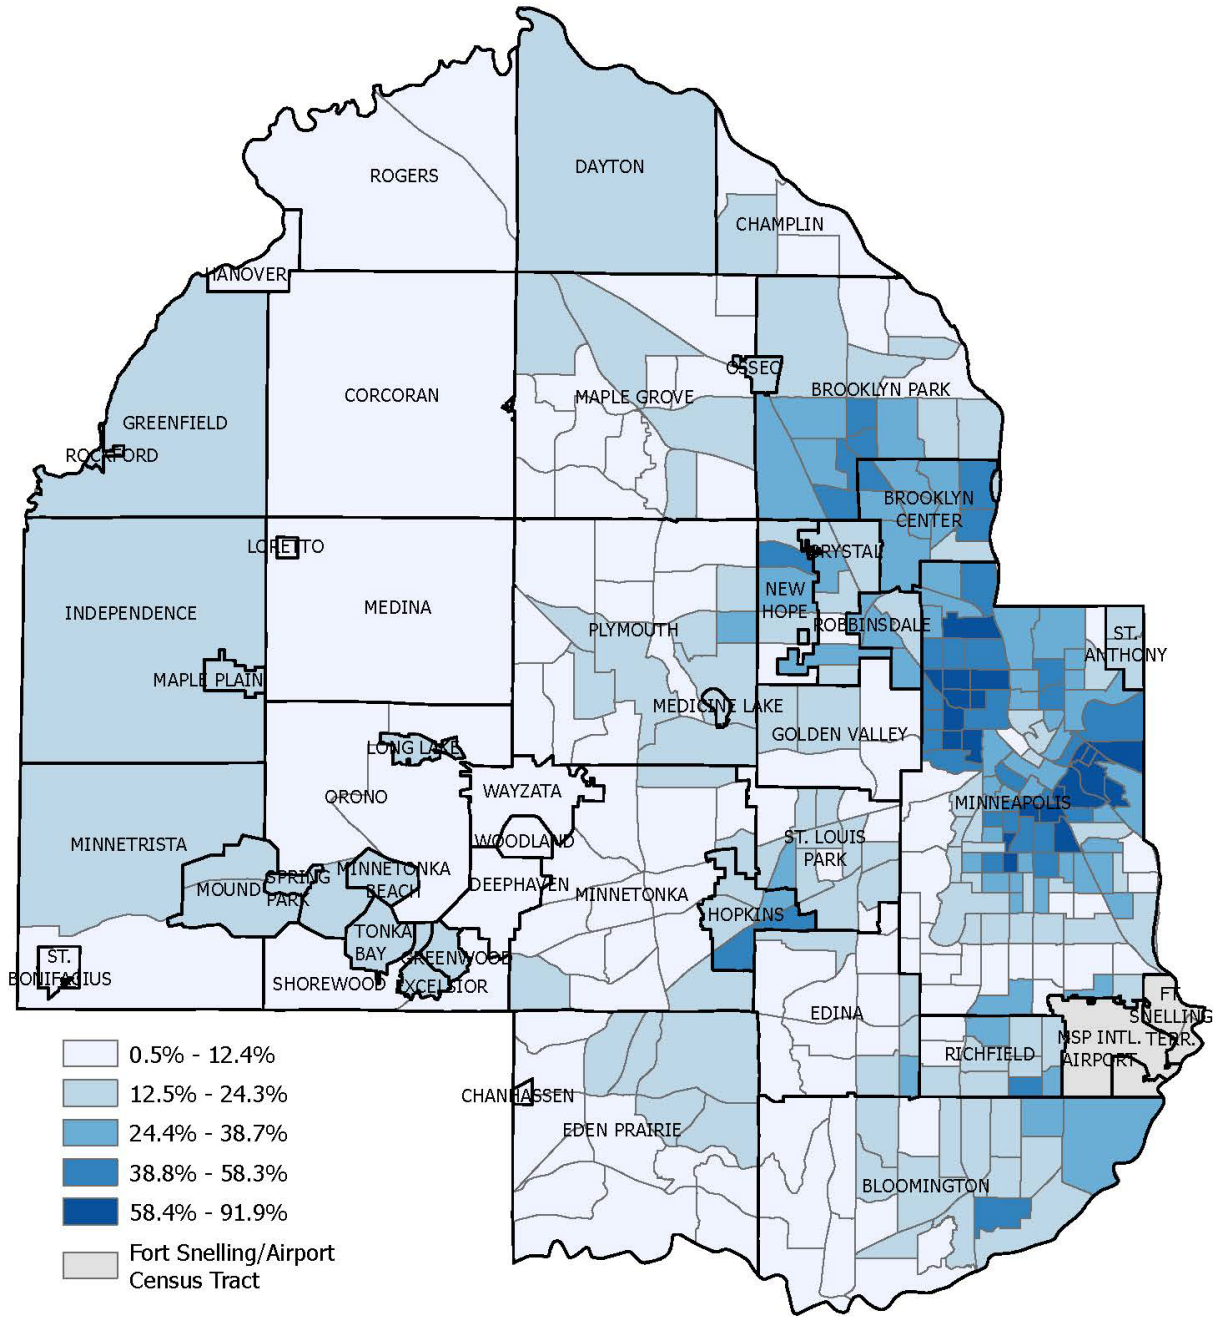 DAYTON
ROGERS
CHAMPLIN
HANOVER
OSSEO
BROOKLYN PARK
CORCORAN
MAPLE GROVE
GREENFIELD
ROCKFORD
BROOKLYN
CENTER
LORETTO
CRYSTAL
NEW
HOPE
MEDINA
INDEPENDENCE
PLYMOUTH
ROBBINSDALE
ST.
ANTHONY
MAPLE PLAIN
MEDICINE LAKE
GOLDEN VALLEY
LONG LAKE
WAYZATA
ORONO
MINNEAPOLIS
WOODLAND
ST. LOUIS
PARK
MINNETRISTA
MINNETONKA
BEACH
SPRING
PARK
MOUND
DEEPHAVEN
MINNETONKA
HOPKINS
TONKA
BAY
GREENWOOD
ST.
BONIFACIUS
SHOREWOOD
EXCELSIOR
EDINA
FT.
SNELLING
TERR.
MSP INTL.
AIRPORT
RICHFIELD
CHANHASSEN
EDEN PRAIRIE
BLOOMINGTON
0.5% - 12.4%
12.5% - 24.3%
24.4% - 38.7%
38.8% - 58.3%
58.4% - 91.9%
Fort Snelling/Airport
Census Tract